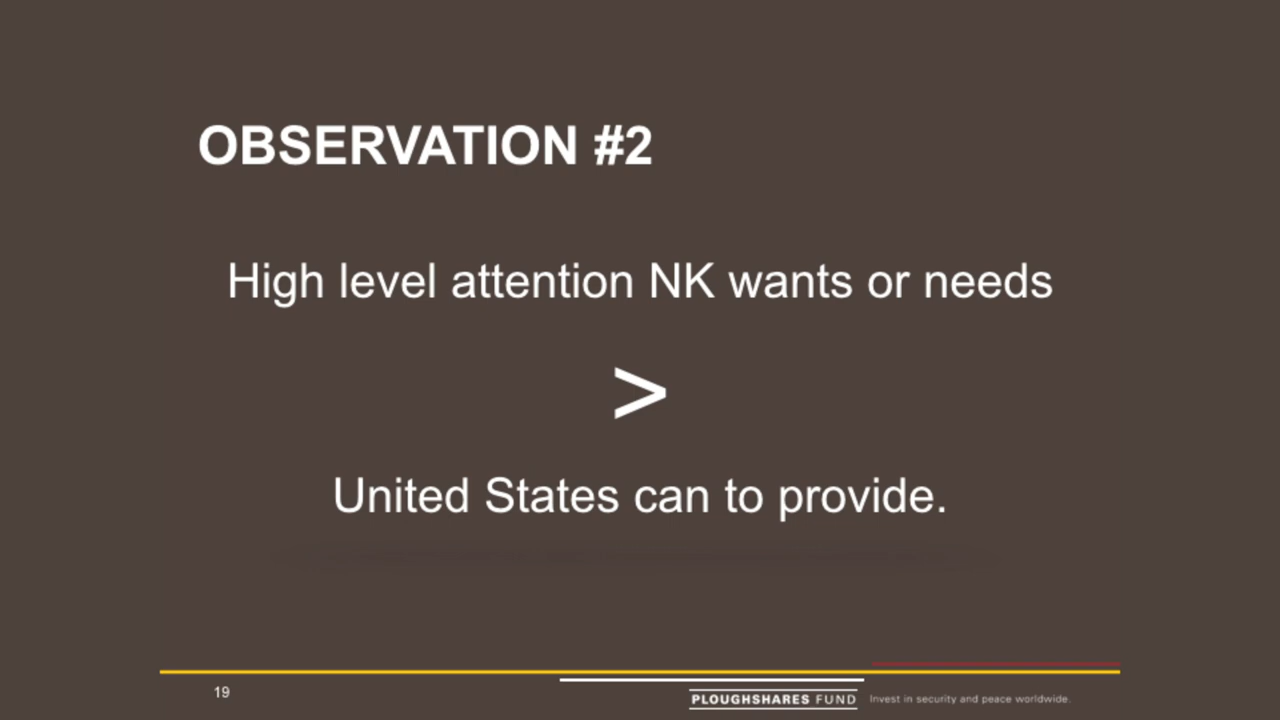 OBSERVATION #2
High level attention NK wants or needs
>
United States can to provide.
19
PLOUGHSHARES FUND Invest in security and peace worldwide.